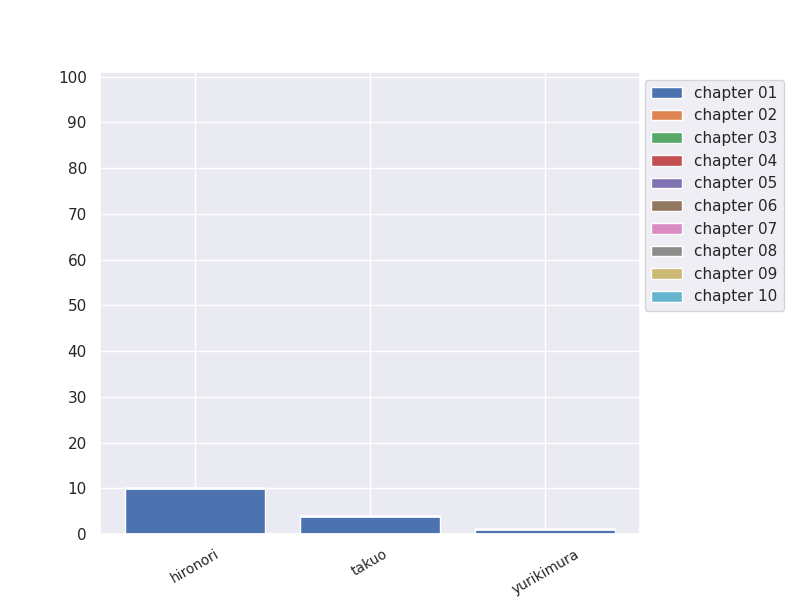 100
90
80
70
60
50
40
30
20
10
0
hironori
takuo
yurikimura
chapter 01
chapter 02
chapter 03
chapter 04
chapter 05
chapter 06
chapter 07
chapter 08
chapter 09
chapter 10